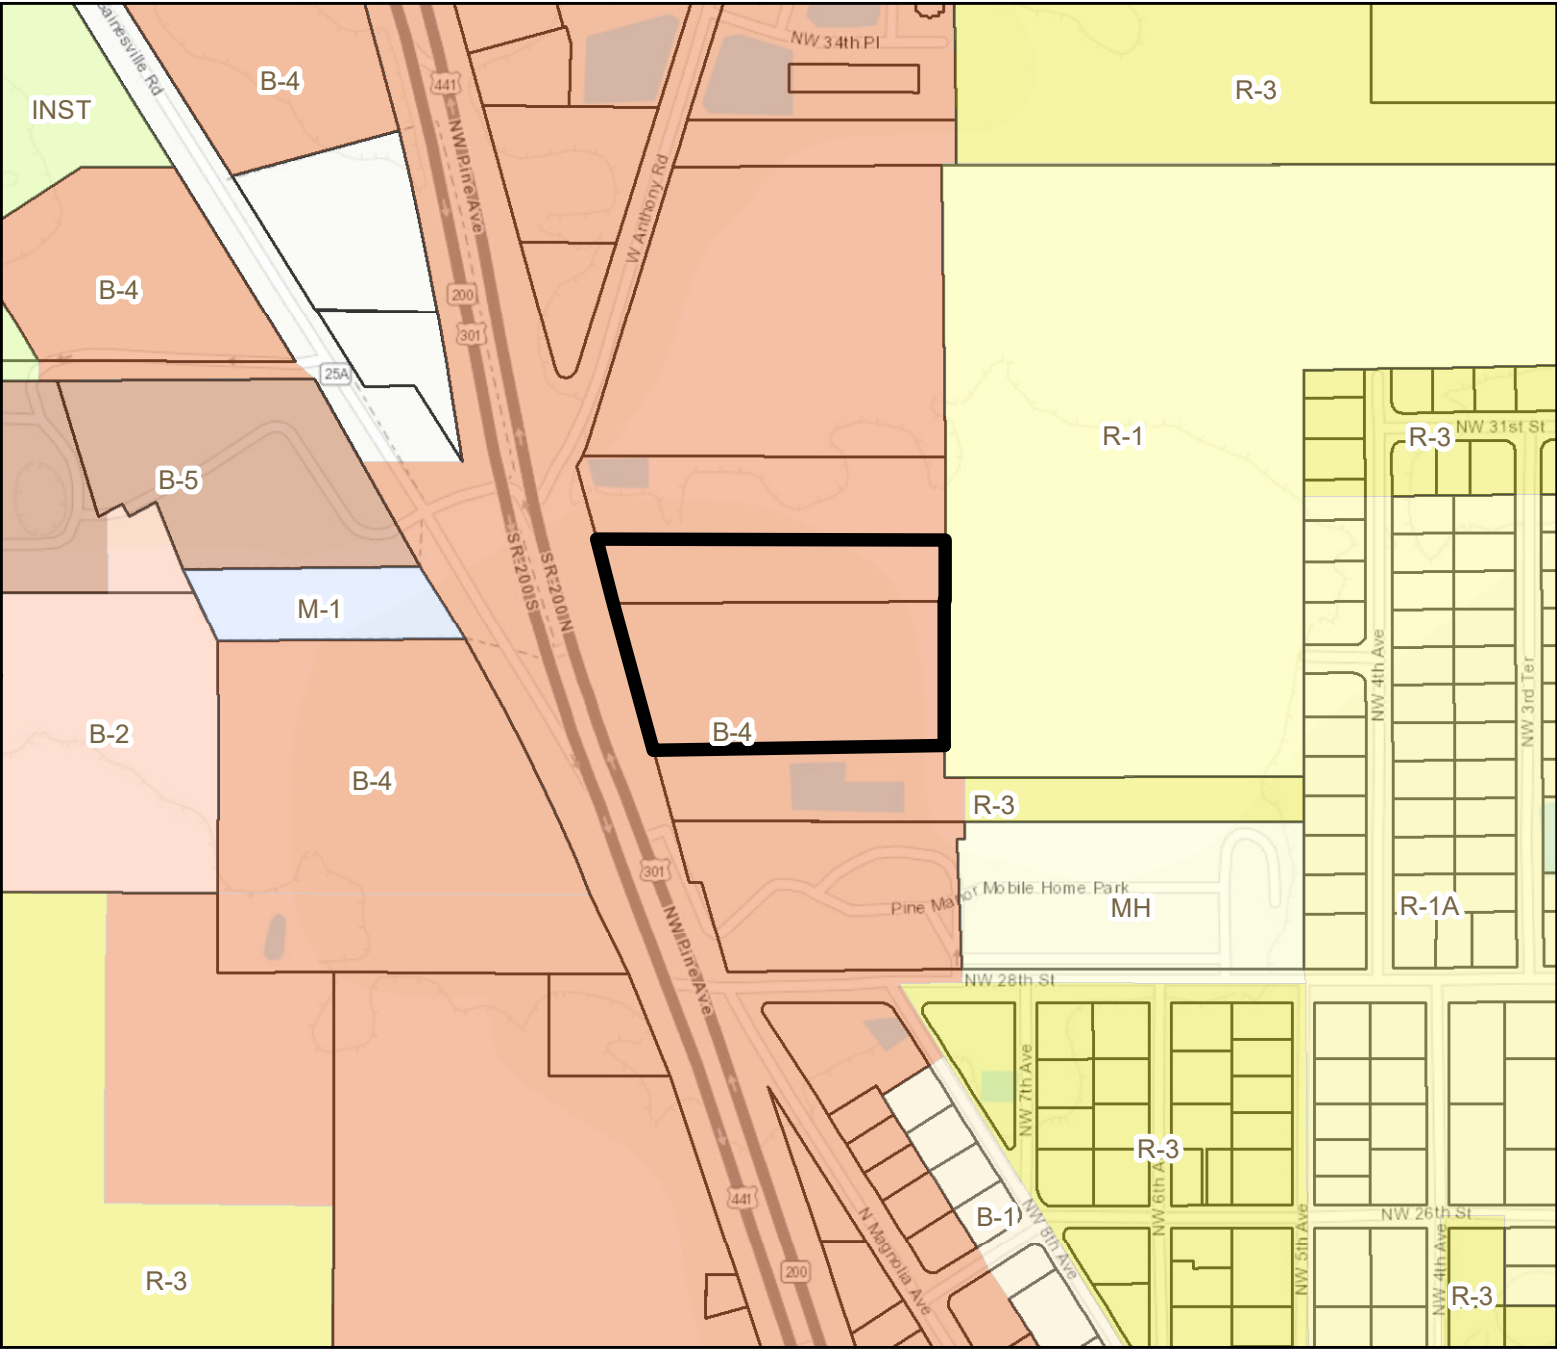 Gainesville Rd
B-4
INST
441
NW Pine Ave
NW 34th Pl
R-3
W Anthony Rd
B-4
200
301
25A
R-1
R-3
NW 31st St
B-5
SR 200 S
SR 200 N
M-1
B-2
B-4
B-4
NW 4th Ave
NW 3rd Ter
R-3
301
Pine Manor Mobile Home Park
MH
R-1A
NW Pine Ave
NW 28th St
NW 7th Ave
R-3
NW 6th A
B-1
NW 8th Ave
441
N Magnolia Ave
200
NW 5th Ave
NW 26th St
NW 4th Ave
R-3
R-3